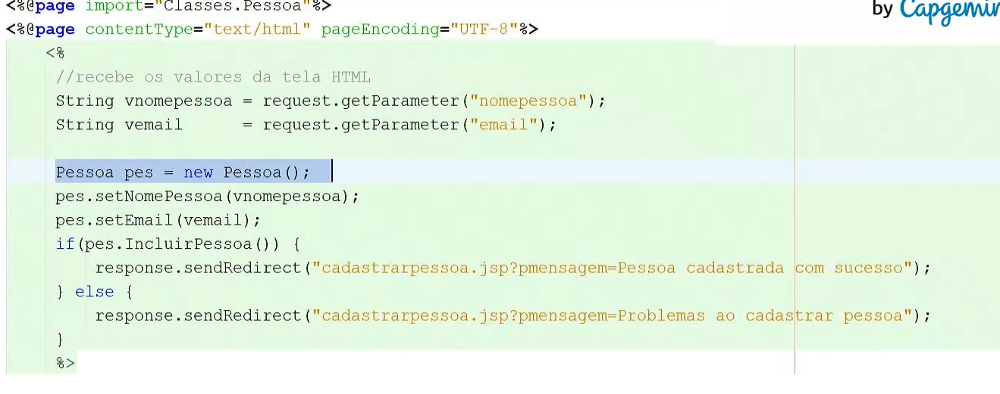 <%@page import="Classes.Pessoa"%>
by Capgemini
<%@page contentType="text/html" pageEncoding="UTF-8"%>
<%
//recebe os valores da tela HTML
String vnomepessoa = request.getParameter("nomepessoa");
String vemail = request.getParameter("email");
Pessoa pes = new Pessoa();
pes.setNomePessoa(vnomepessoa);
pes.setEmail(vemail);
if(pes.IncluirPessoa()) {
response.sendRedirect("cadastrarpessoa.jsp?pmensagem=Pessoa cadastrada com sucesso");
} else {
response.sendRedirect("cadastrarpessoa.jsp?pmensagem=Problemas ao cadastrar pessoa");
}
%>